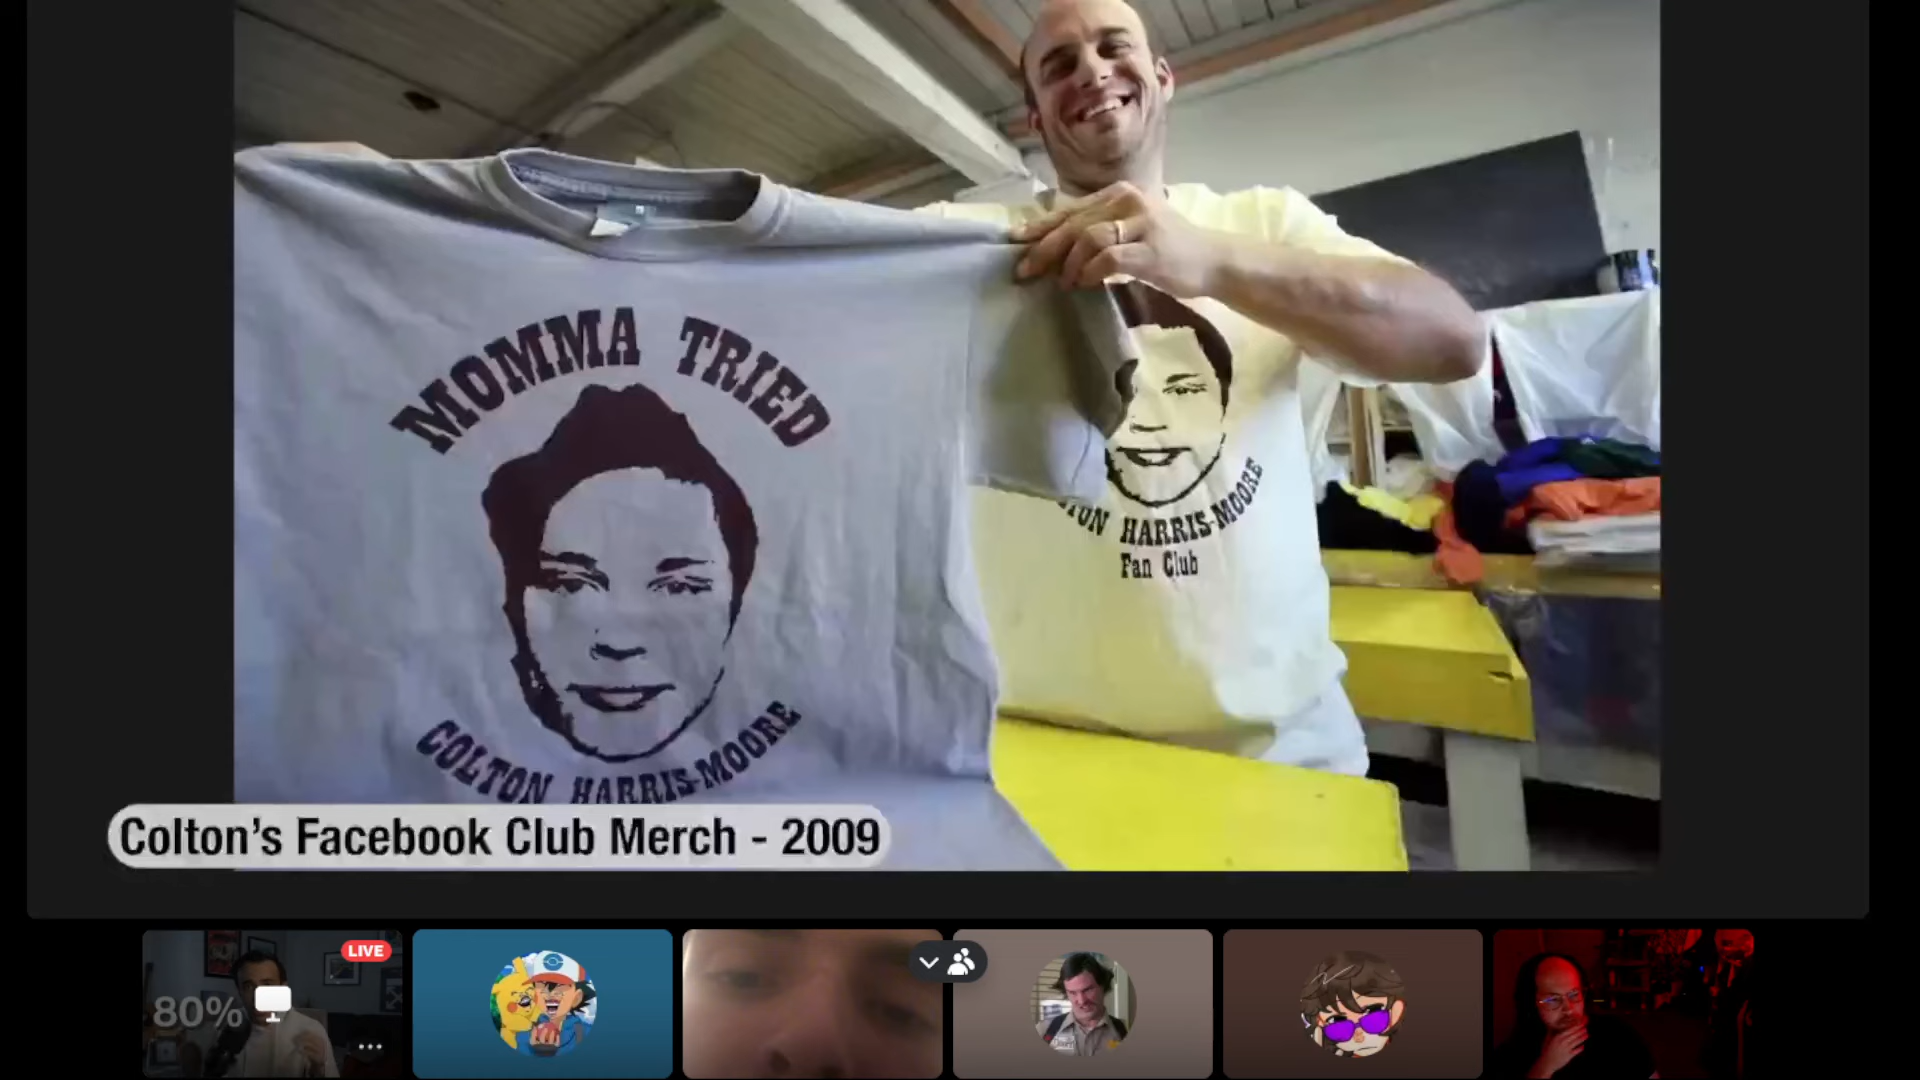 MOMMA TRIED
COLTON HARRIS-MOORE
HARRIS-MOORE
Fan Club
Colton's Facebook Club Merch - 2009
LIVE
80%